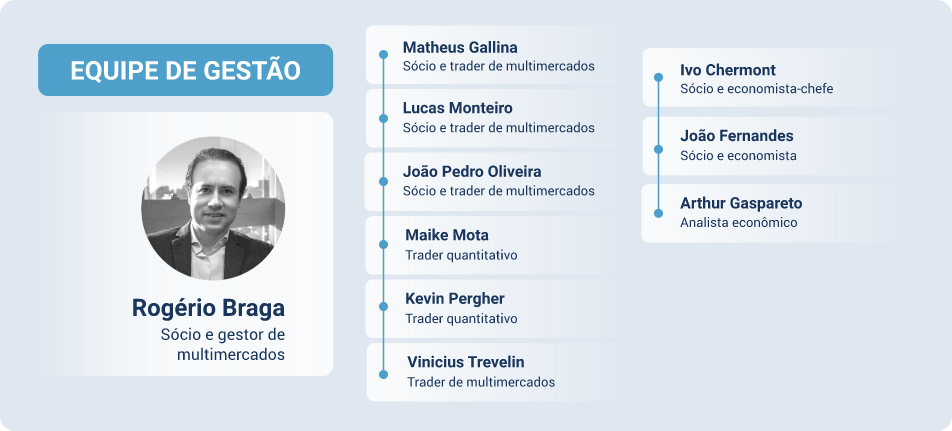 EQUIPE DE GESTÃO
Rogério Braga
Sócio e gestor de
multimercados
Matheus Gallina
Sócio e trader de multimercados
Lucas Monteiro
Sócio e trader de multimercados
João Pedro Oliveira
Sócio e trader de multimercados
Maike Mota
Trader quantitativo
Kevin Pergher
Trader quantitativo
Vinicius Trevelin
Trader de multimercados
Ivo Chermont
Sócio e economista-chefe
João Fernandes
Sócio e economista
Arthur Gaspareto
Analista econômico